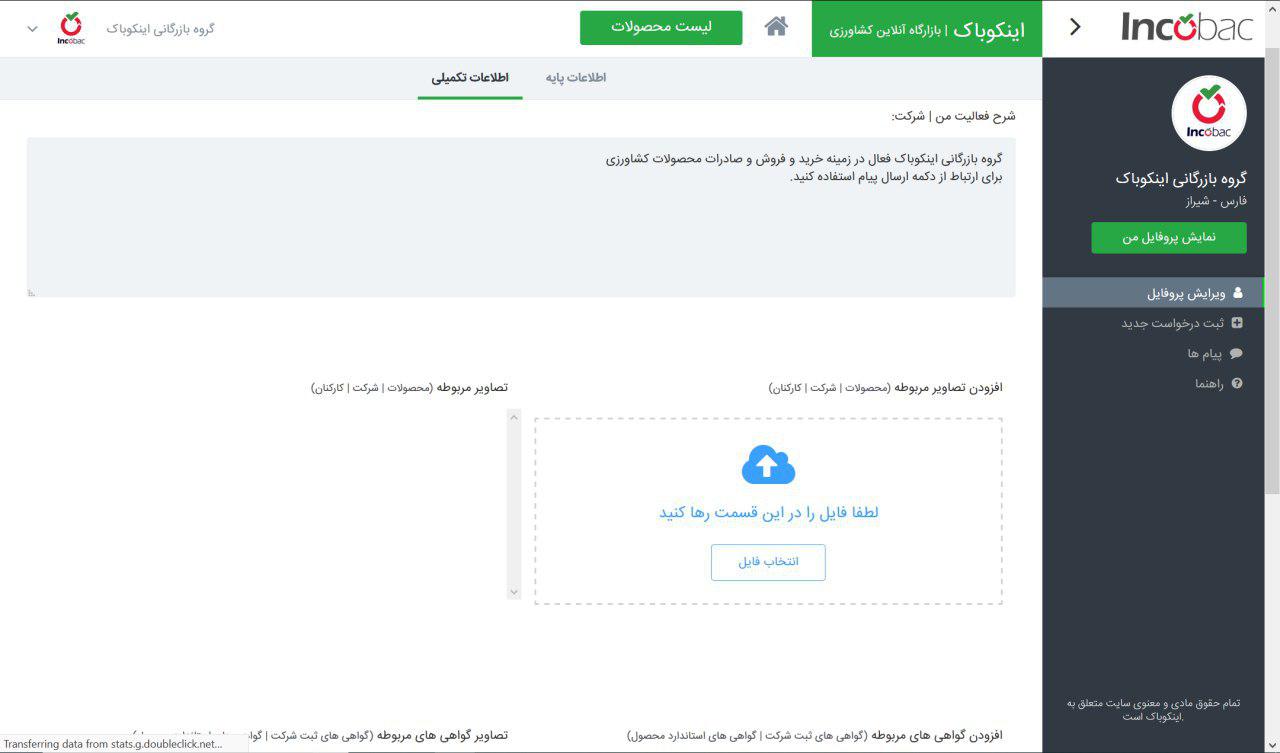 Incobac
اینکوباک | بازارگاه آنلاین کشاورزی
لیست محصولات
گروه بازرگانی اینکوباک
Incobac
Incobac
گروه بازرگانی اینکوباک
فارس - شیراز
نمایش پروفایل من
ویرایش پروفایل
ثبت درخواست جدید
پیام ها
راهنما
تمام حقوق مادی و معنوی سایت متعلق به
اینکوباک است.
اطلاعات پایه
اطلاعات تکمیلی
شرح فعالیت من | شرکت:
گروه بازرگانی اینکوباک فعال در زمینه خرید و فروش و صادرات محصولات کشاورزی
برای ارتباط از دکمه ارسال پیام استفاده کنید.
افزودن تصاویر مربوطه (محصولات | شرکت | کارکنان)
تصاویر مربوطه (محصولات | شرکت | کارکنان)
لطفا فایل را در این قسمت رها کنید
انتخاب فایل
افزودن گواهی های مربوطه (گواهی های ثبت شرکت | گواهی های استاندارد محصول)
تصاویر گواهی های مربوطه (گواهی های ثبت شرکت |
Transferring data from stats.g.doubleclick.net...